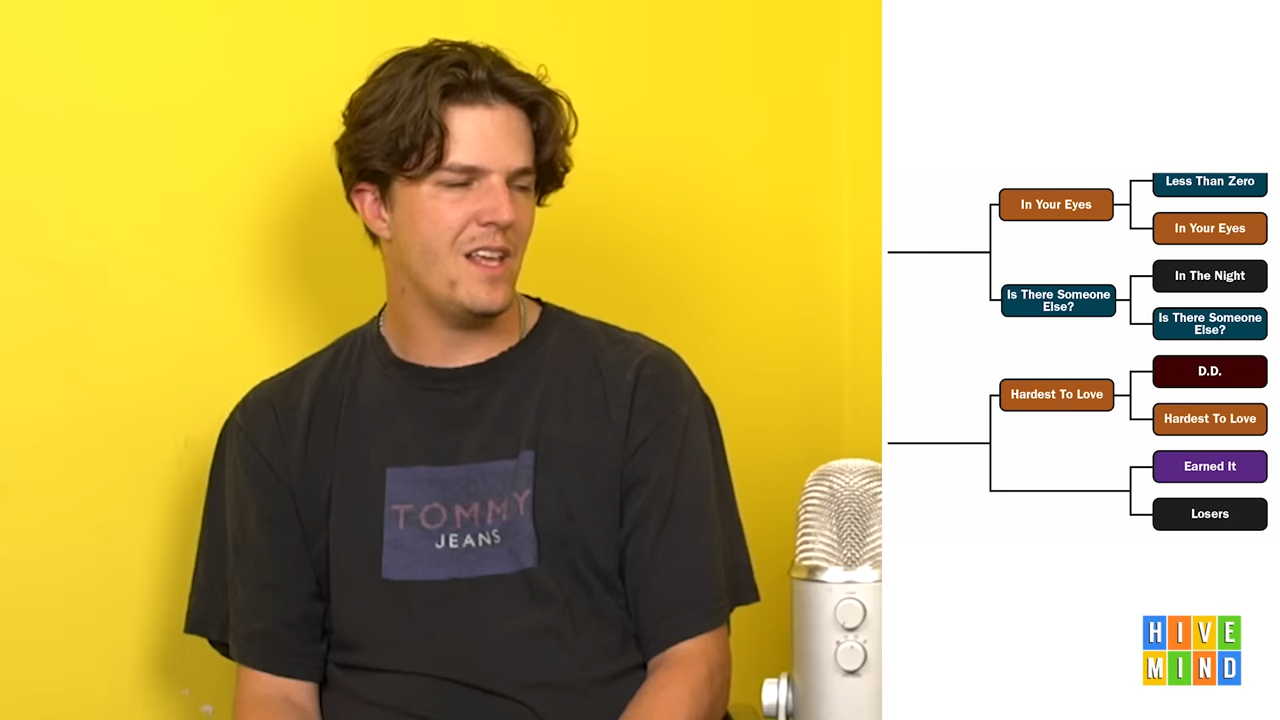 TOMMY
JEANS
In Your Eyes
Is There Someone
Else?
Hardest To Love
Less Than Zero
In Your Eyes
In The Night
Is There Someone
Else?
D.D.
Hardest To Love
Earned It
Losers
HIVE
MIND